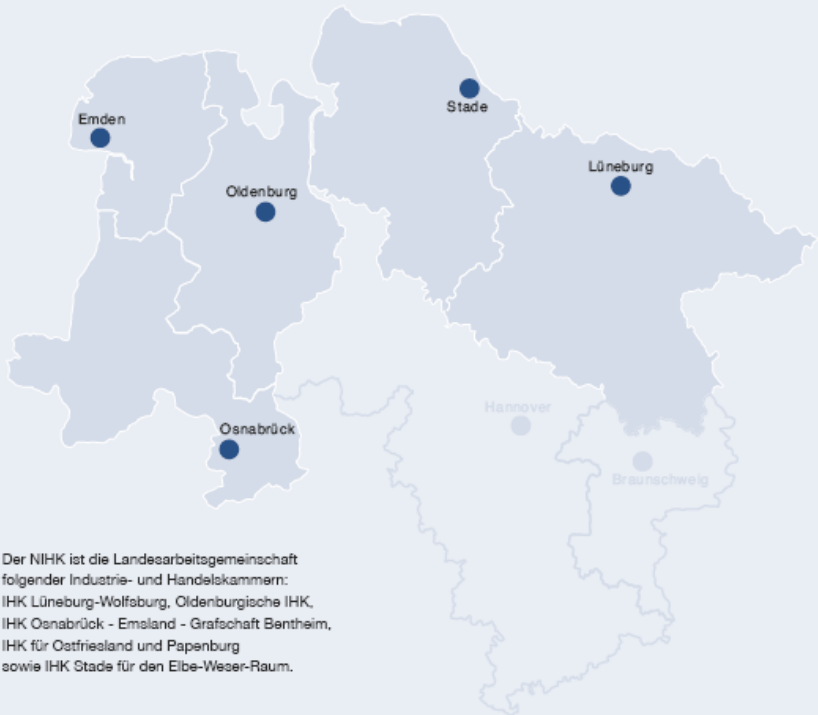 Stade
Emden
Lüneburg
Oldenburg
Hannover
Osnabrück
Braunschweig
Der NIHK ist die Landesarbeitsgemeinschaft
folgender Industrie- und Handelskammern:
IHK Lüneburg-Wolfsburg, Oldenburgische IHK,
IHK Osnabrück - Emsland - Grafschaft Bentheim,
IHK für Ostfriesland und Papenburg
sowie IHK Stade für den Elbe-Weser-Raum.